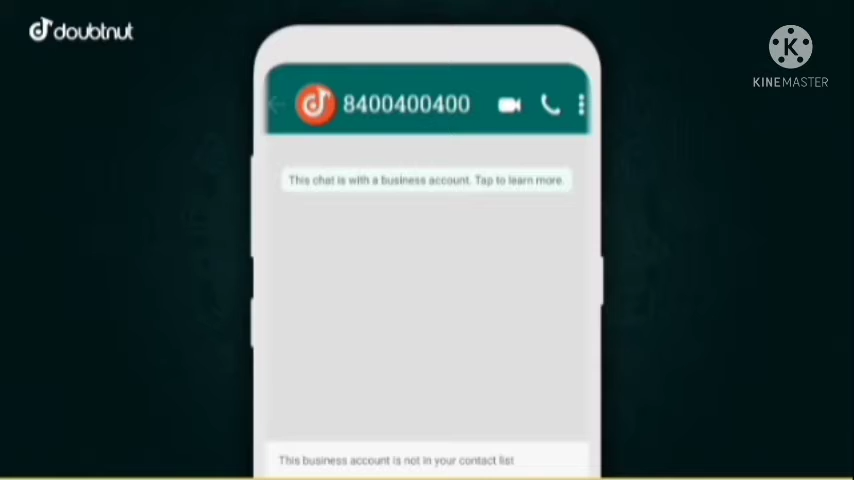 doubtnut
KINEMASTER
8400400400
This chat is with a business account. Tap to learn more.
This business account is not in your contact list